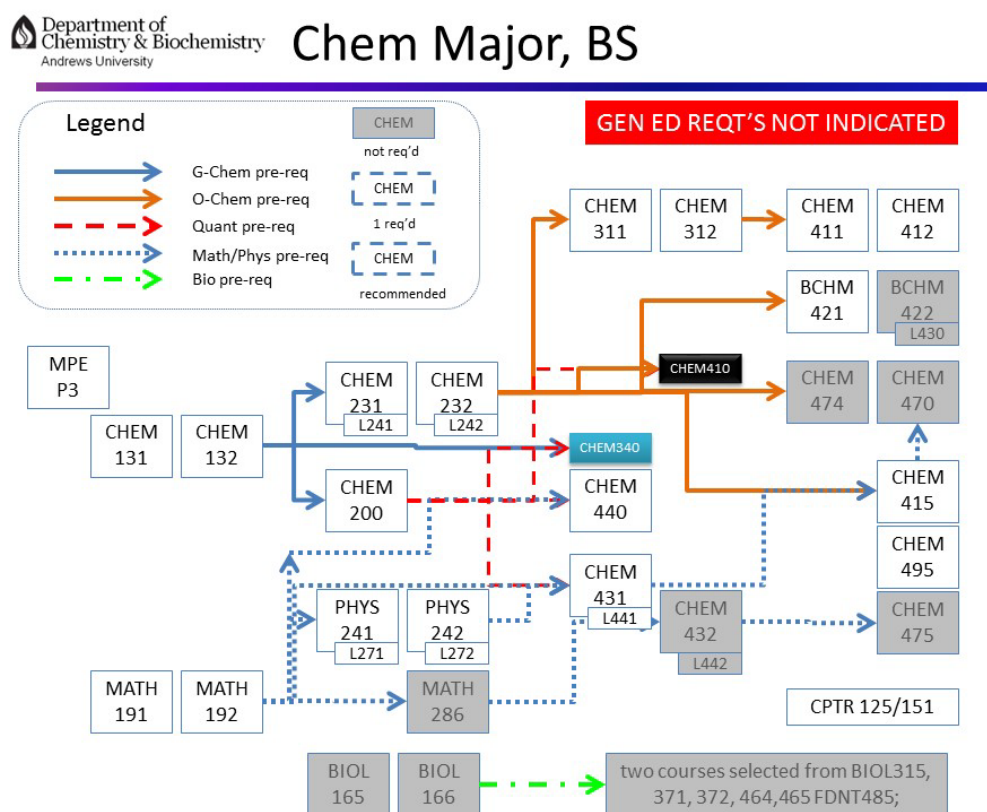 Department of
Chemistry & Biochemistry
Andrews University
Chem Major, BS
Legend
G-Chem pre-req
O-Chem pre-req
Quant pre-req
Math/Phys pre-req
Bio pre-req
CHEM
not req'd
CHEM
1 req'd
CHEM
recommended
GEN ED REQT'S NOT INDICATED
CHEM
311
CHEM
312
CHEM
411
CHEM
412
BCHM
421
BCHM
422
L430
MPE
P3
CHEM
231
L241
CHEM
232
L242
CHEM410
CHEM
474
CHEM
470
CHEM
131
CHEM
132
CHEM340
CHEM
200
CHEM
440
CHEM
415
CHEM
495
CHEM
431
L441
PHYS
241
L271
PHYS
242
L272
CHEM
432
L442
CHEM
475
MATH
191
MATH
192
MATH
286
CPTR 125/151
BIOL
165
BIOL
166
two courses selected from BIOL315,
371, 372, 464,465 FDNT485;